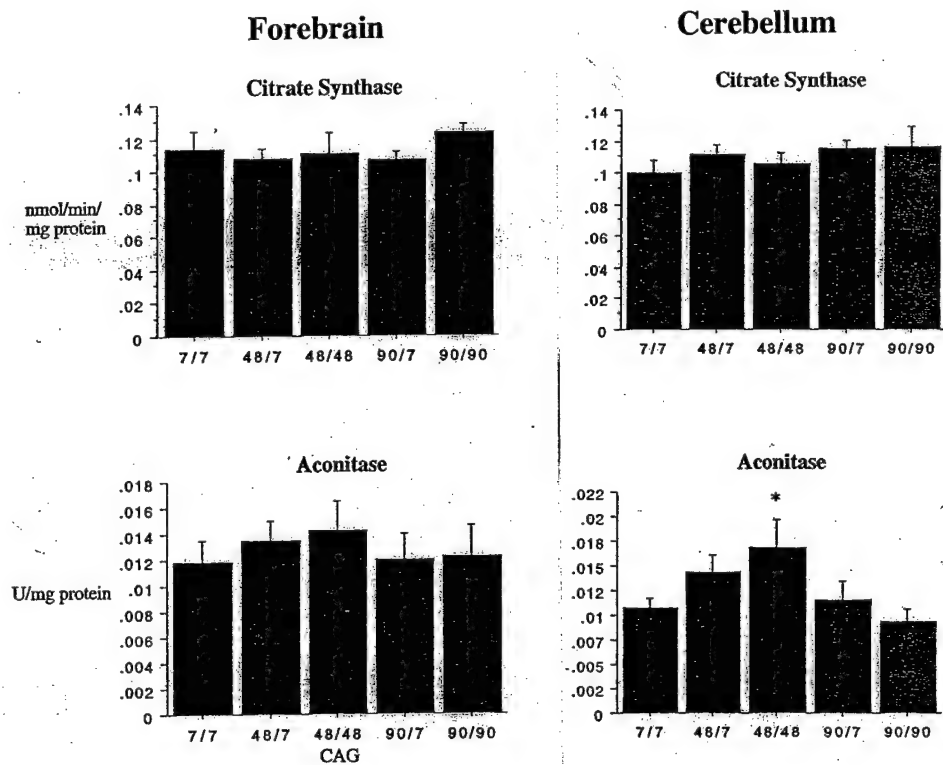 Forebrain
Cerebellum
Citrate Synthase
.14
.12
.1
.08
.06
.04
.02
0
nmol/min/
mg protein
7/7 48/7 48/48 90/7 90/90
Citrate Synthase
.14
.12
.1
.08
.06
.04
.02
0
7/7 48/7 48/48 90/7 90/90
Aconitase
.018
.016
.014
.012
.01
.008
.006
.004
.002
0
U/mg protein
7/7 48/7 48/48 90/7 90/90
CAG
Aconitase
.022
.02
.018
.015
.012
.01
.007
.005
.002
0
*
7/7 48/7 48/48 90/7 90/90